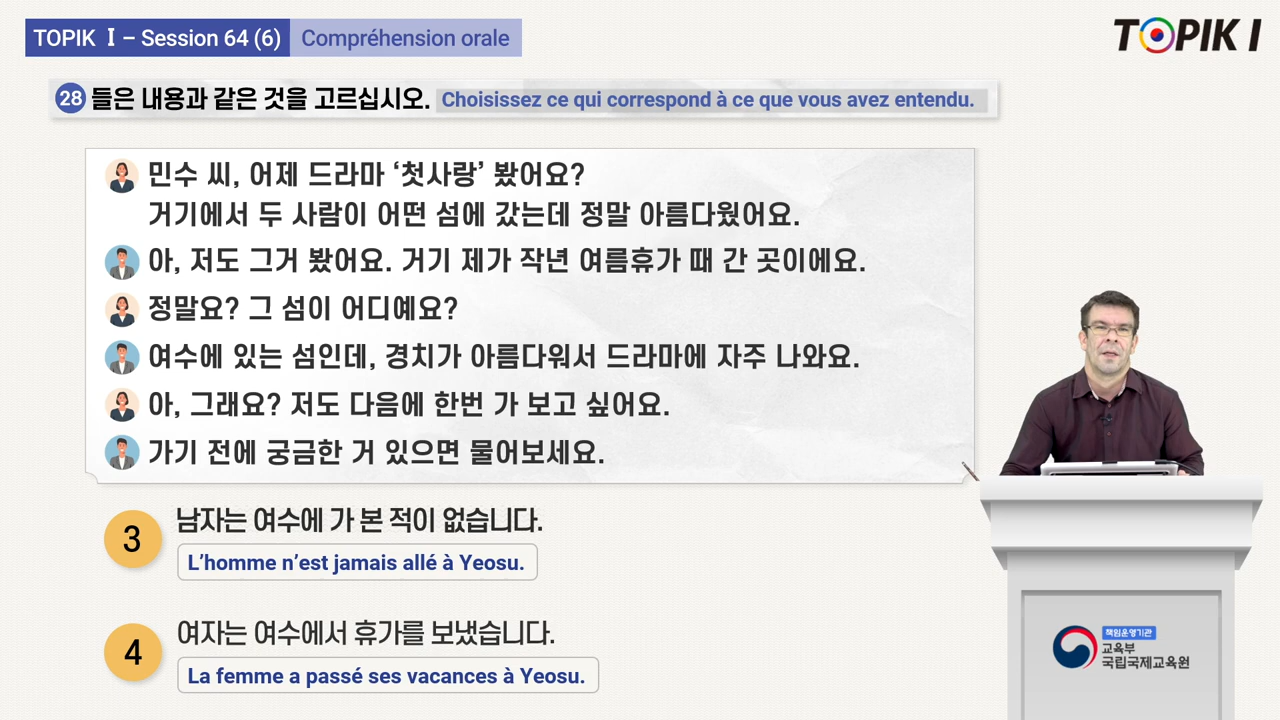 TOPIK Ⅰ – Session 64 (6) Compréhension orale
TOPIK I
28 들은 내용과 같은 것을 고르십시오. Choisissez ce qui correspond à ce que vous avez entendu.
민수 씨, 어제 드라마 ‘첫사랑’ 봤어요?
거기에서 두 사람이 어떤 섬에 갔는데 정말 아름다웠어요.
아, 저도 그거 봤어요. 거기 제가 작년 여름휴가 때 간 곳이에요.
정말요? 그 섬이 어디예요?
여수에 있는 섬인데, 경치가 아름다워서 드라마에 자주 나와요.
아, 그래요? 저도 다음에 한번 가 보고 싶어요.
가기 전에 궁금한 거 있으면 물어보세요.
3 남자는 여수에 가 본 적이 없습니다.
L’homme n’est jamais allé à Yeosu.
4 여자는 여수에서 휴가를 보냈습니다.
La femme a passé ses vacances à Yeosu.
책임운영기관
교육부
국립국제교육원